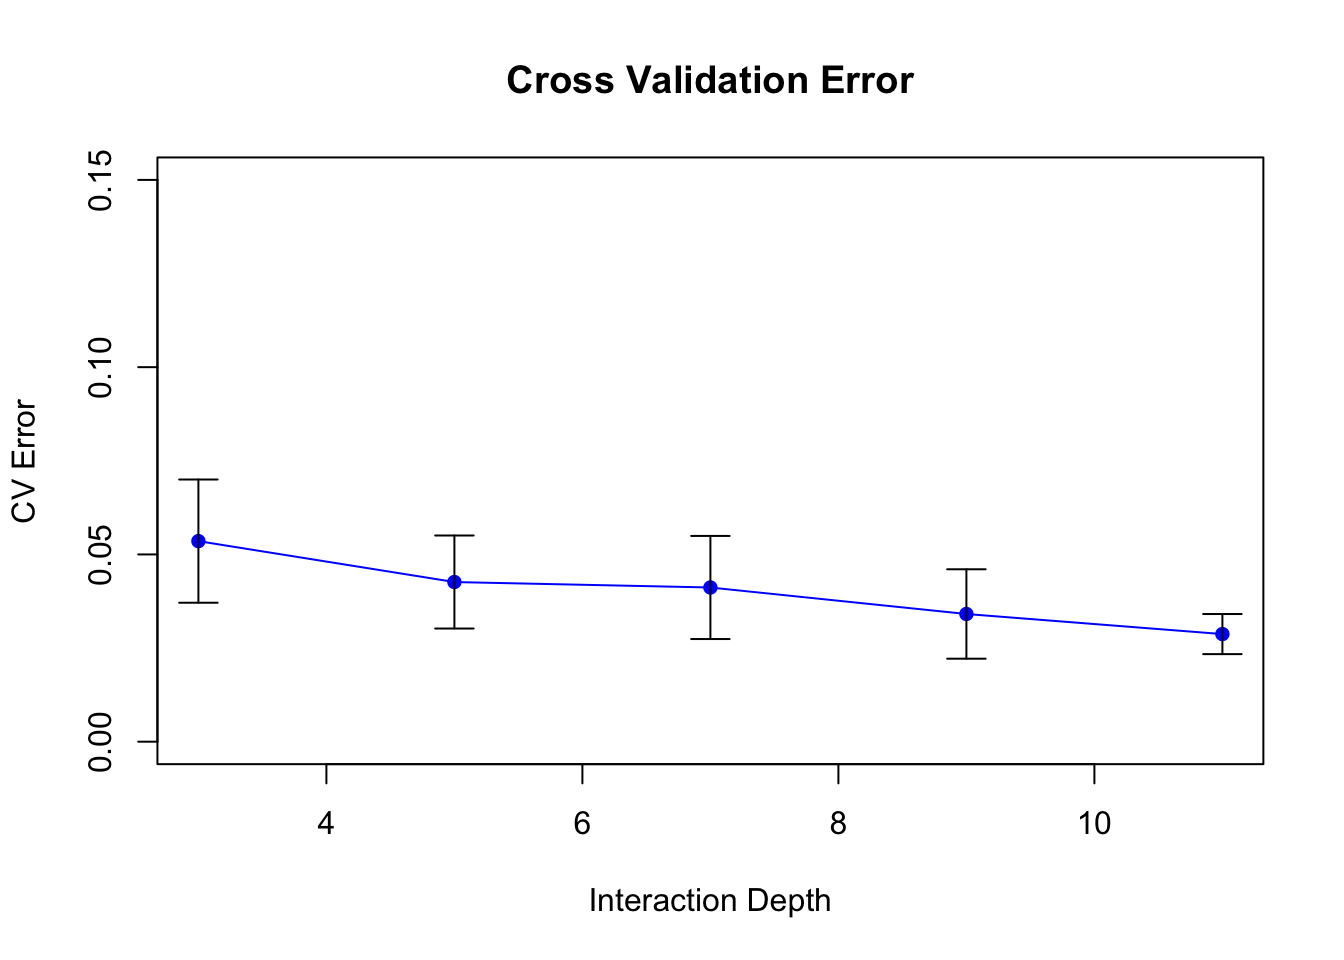 Cross Validation Error
0.15
0.10
0.05
0.00
CV Error
4 6 8 10
Interaction Depth